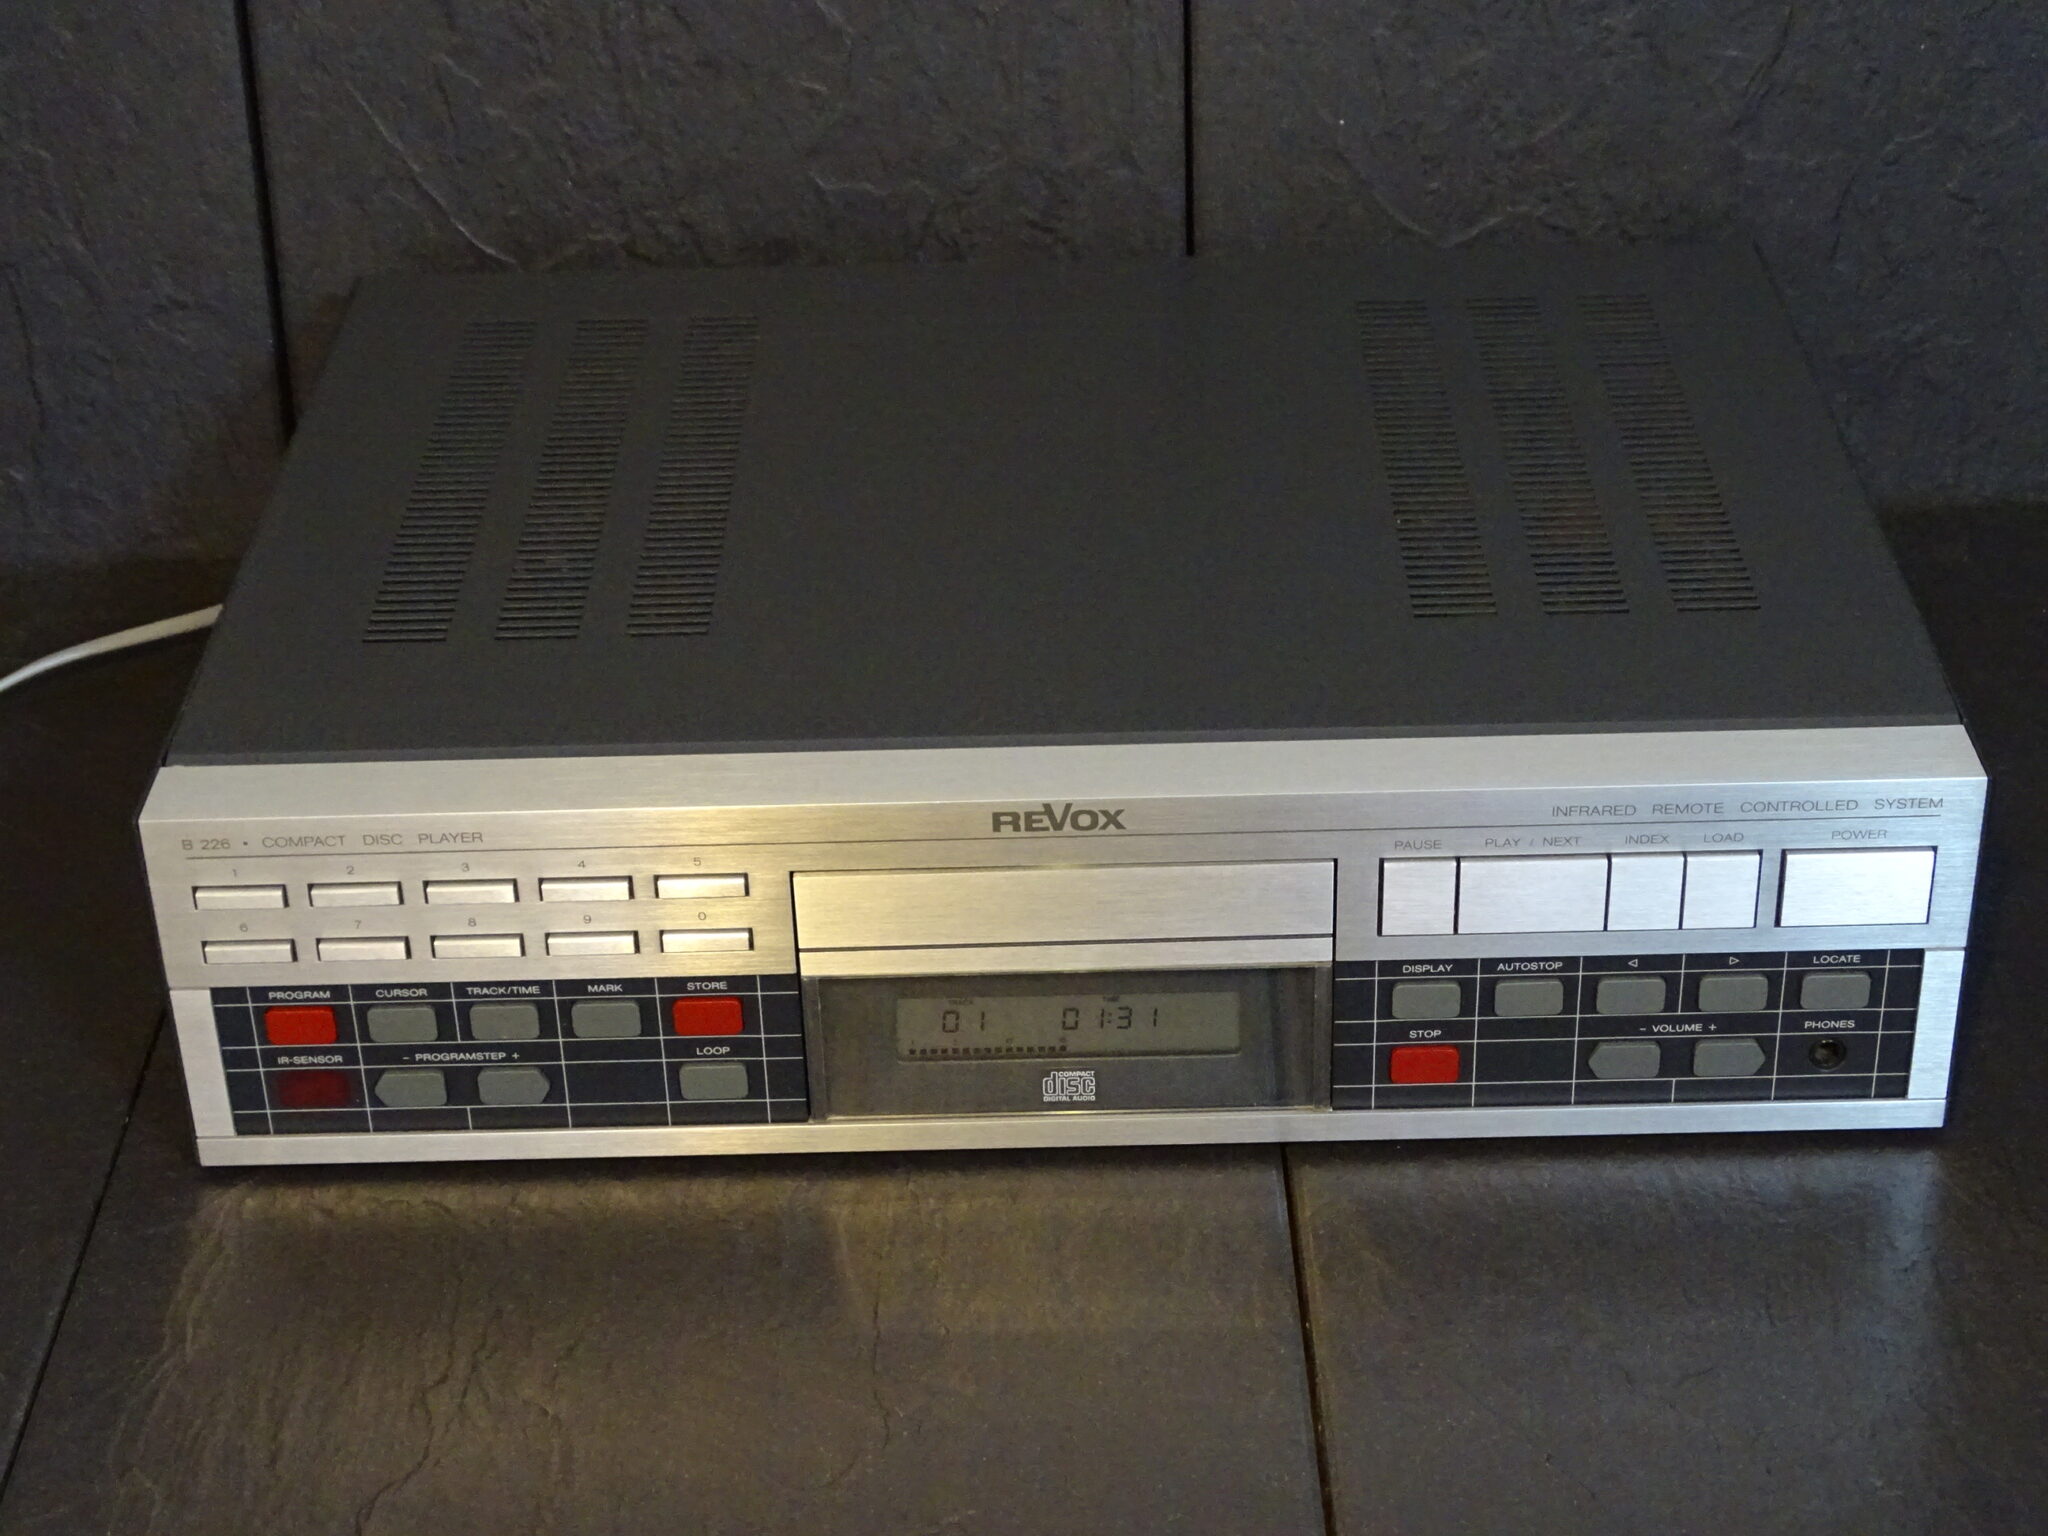 REVOX
INFRARED REMOTE CONTROLLED SYSTEM
B 226 • COMPACT DISC PLAYER
PAUSE PLAY / NEXT INDEX LOAD POWER
1 2 3 4 5
6 7 8 9 0
PROGRAM CURSOR TRACK/TIME MARK STORE
IR-SENSOR - PROGRAMSTEP + LOOP
TRACK TIME
01 01:31
COMPACT
disc
DIGITAL AUDIO
DISPLAY AUTOSTOP ◁ ▷ LOCATE
STOP - VOLUME + PHONES